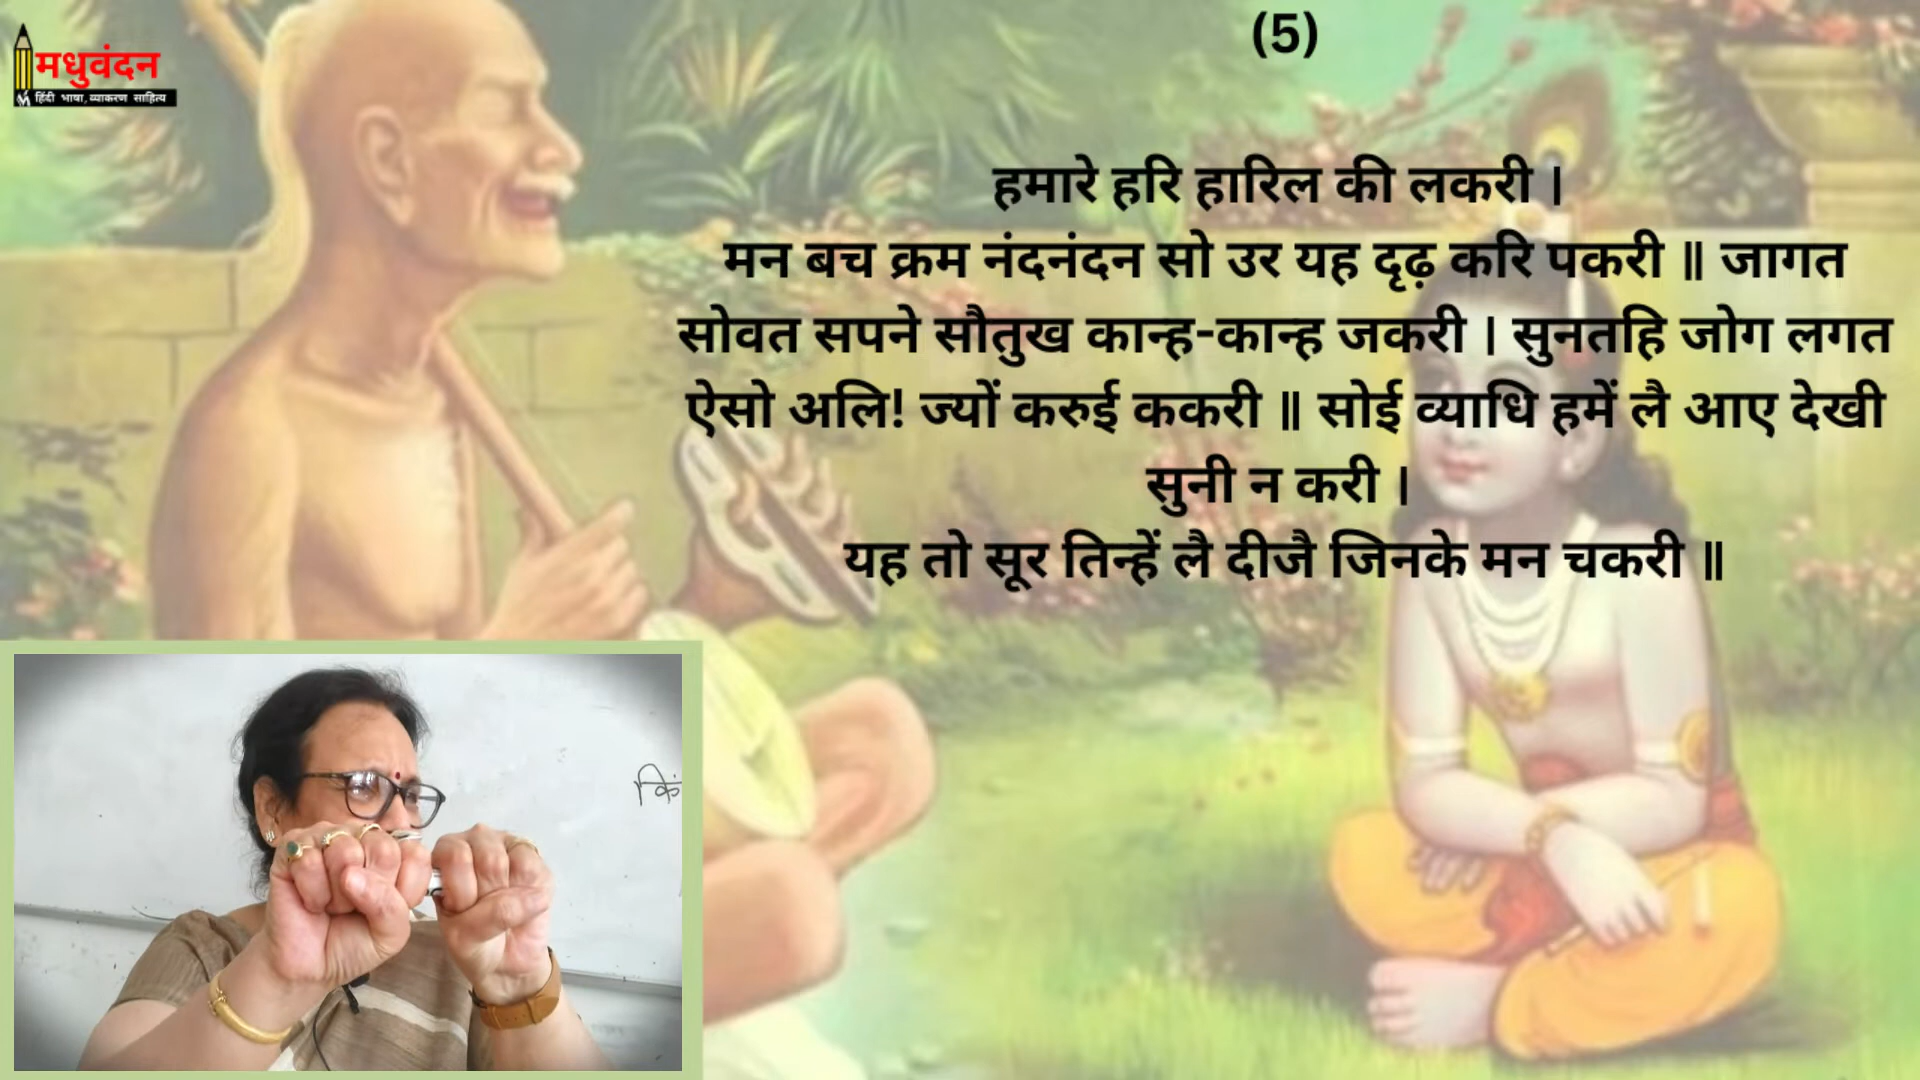 मधुवंदन
हिंदी भाषा, व्याकरण साहित्य
(5)
हमारे हरि हारिल की लकरी ।
मन बच क्रम नंदनंदन सो उर यह दृढ़ करि पकरी ॥ जागत
सोवत सपने सौतुख कान्ह-कान्ह जकरी । सुनतहि जोग लगत
ऐसो अलि! ज्यों करुई ककरी ॥ सोई व्याधि हमें लै आए देखी
सुनी न करी ।
यह तो सूर तिन्हें लै दीजै जिनके मन चकरी ॥